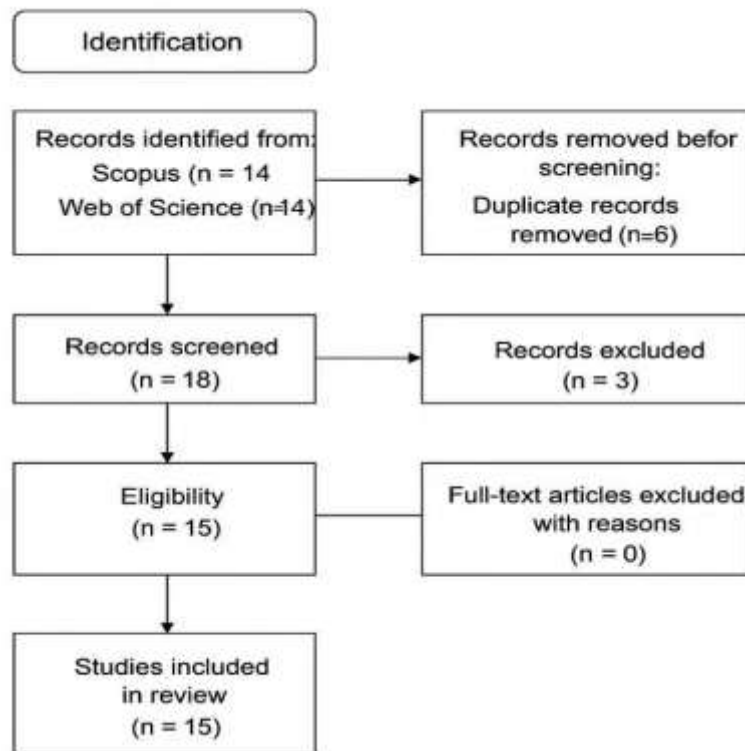 Identification
Records identified from:
Scopus (n = 14
Web of Science (n=14)
Records removed befor
screening:
Duplicate records
removed (n=6)
Records screened
(n = 18)
Records excluded
(n = 3)
Eligibility
(n = 15)
Full-text articles excluded
with reasons
(n = 0)
Studies included
in review
(n = 15)